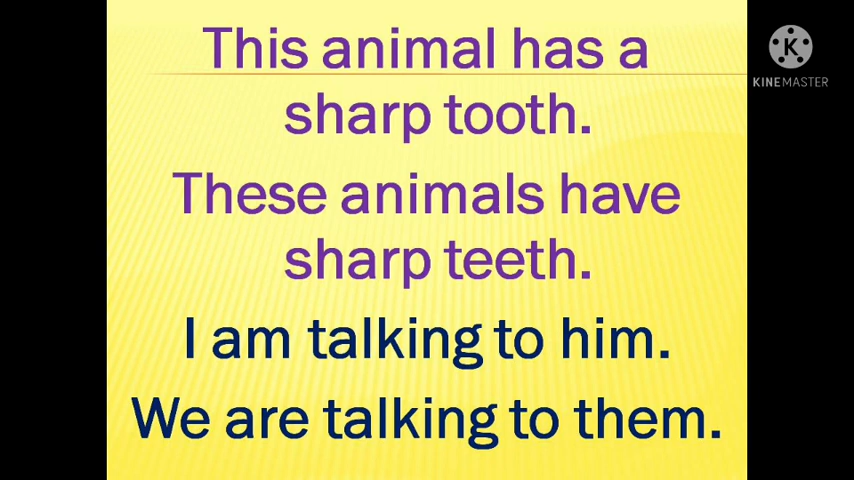 This animal has a
sharp tooth.
These animals have
sharp teeth.
I am talking to him.
We are talking to them.
K
KINEMASTER